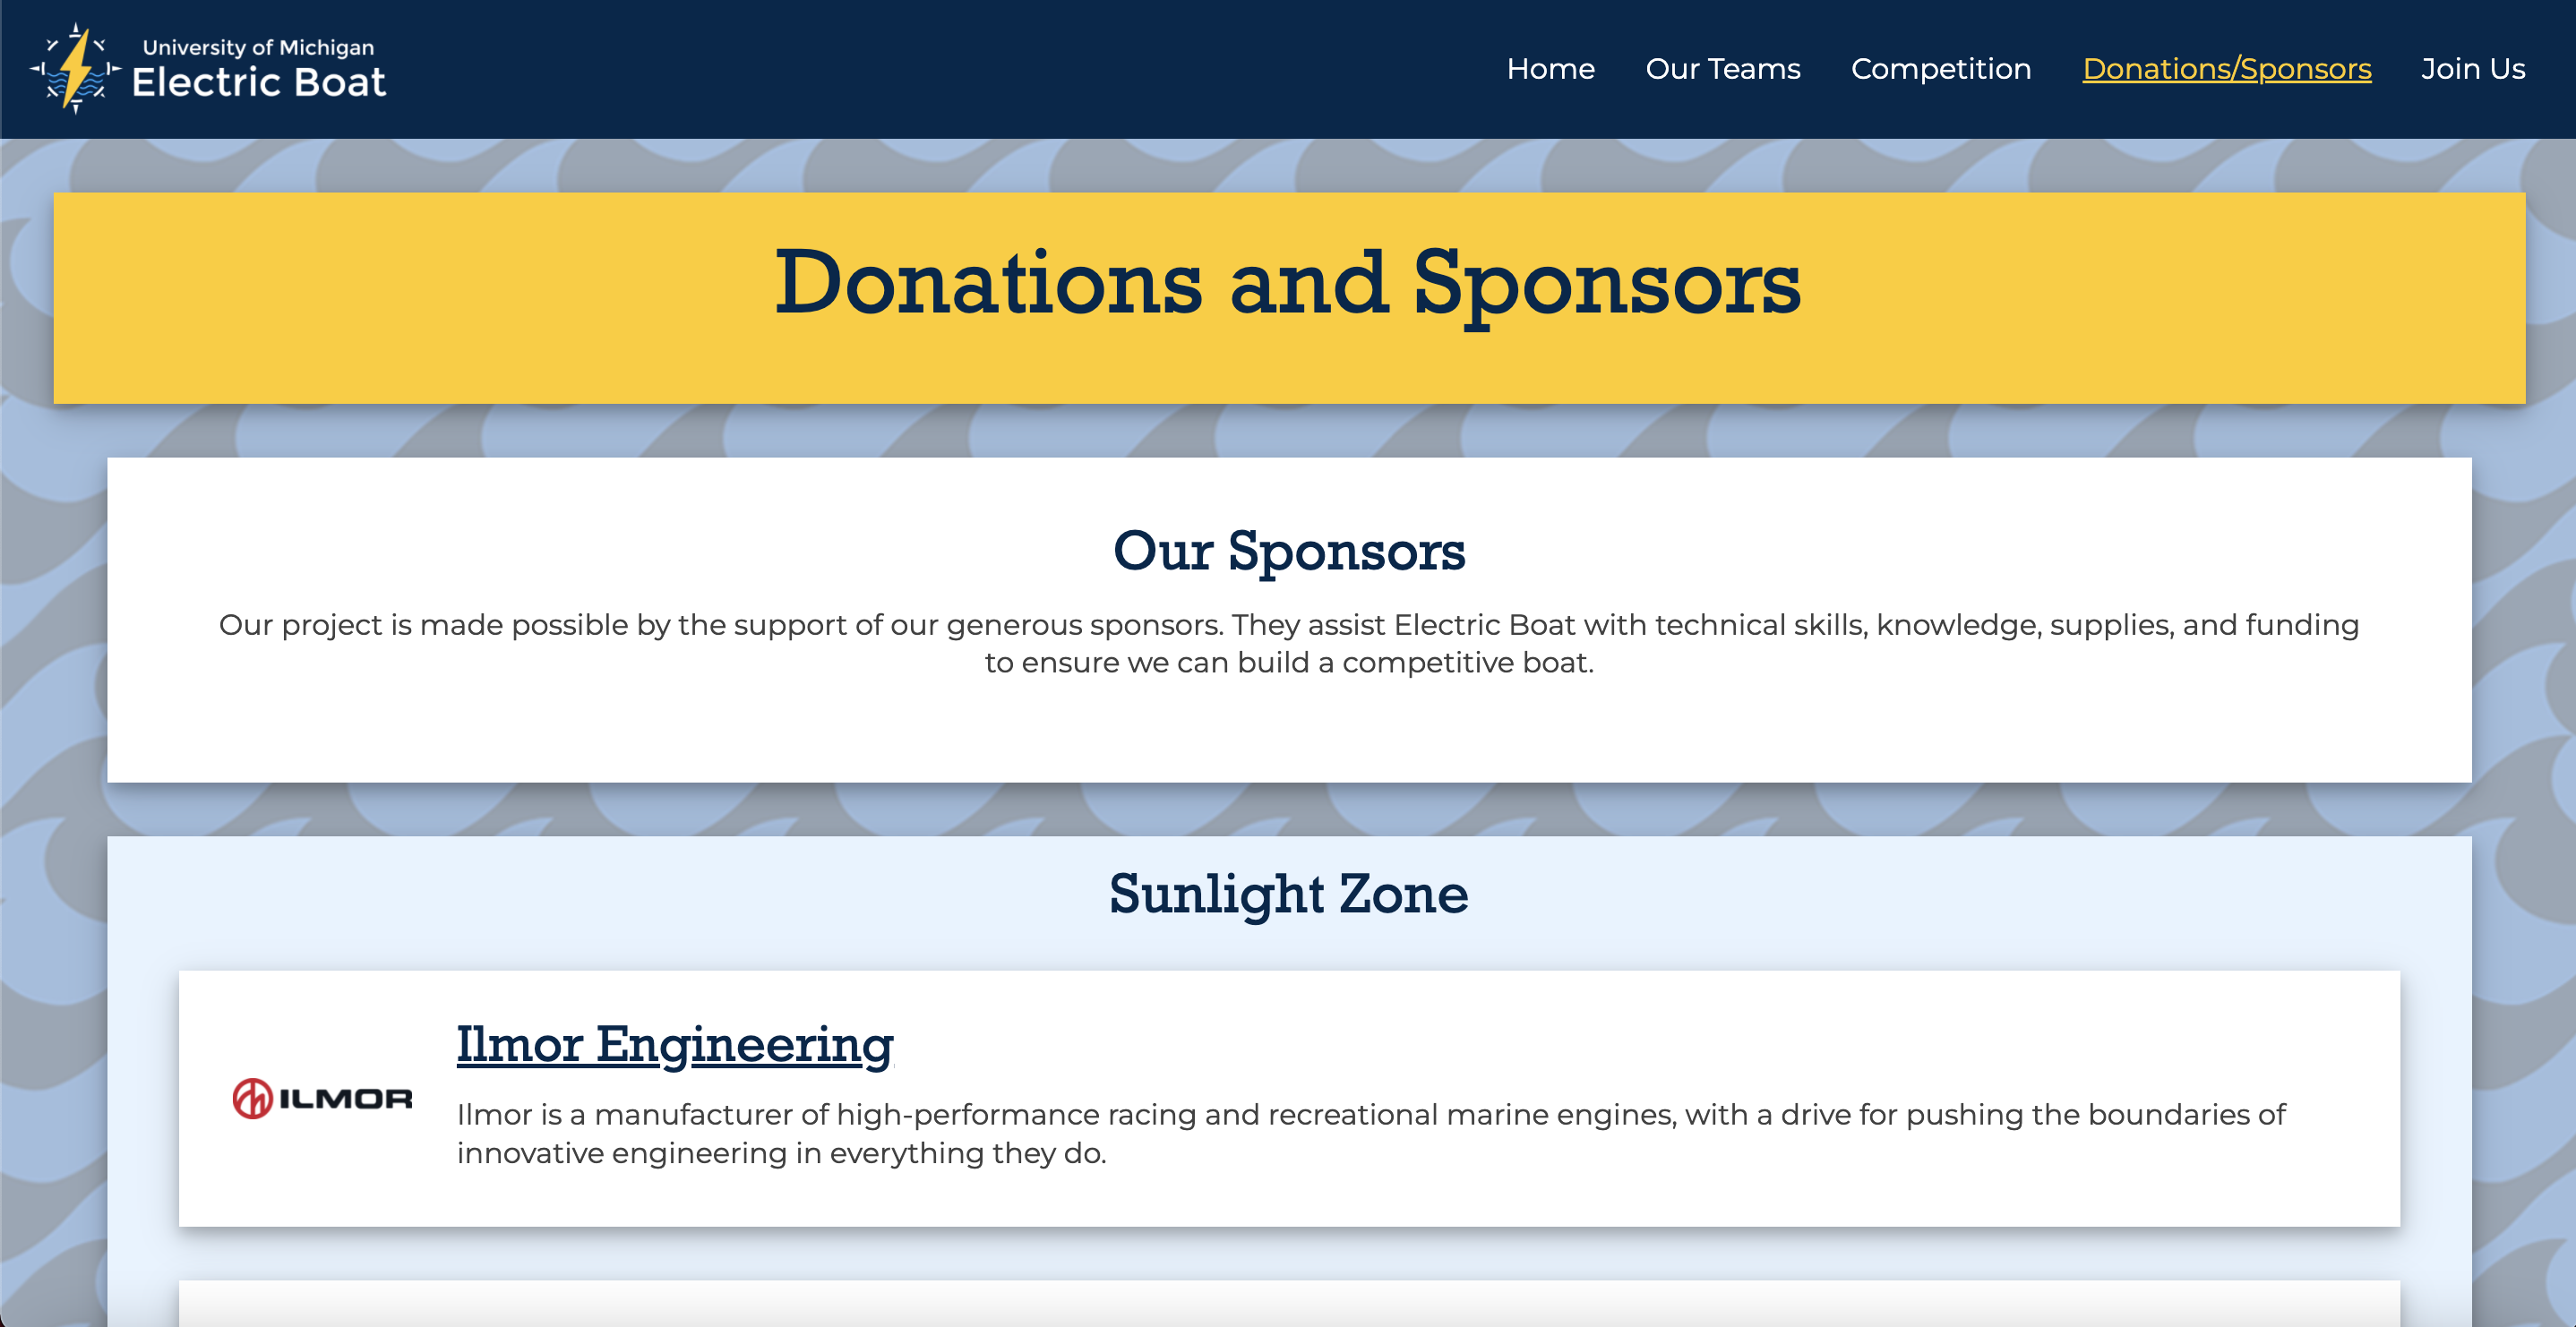 University of Michigan
Electric Boat
Home Our Teams Competition Donations/Sponsors Join Us
Donations and Sponsors
Our Sponsors
Our project is made possible by the support of our generous sponsors. They assist Electric Boat with technical skills, knowledge, supplies, and funding
to ensure we can build a competitive boat.
Sunlight Zone
Ilmor Engineering
ILMOR
Ilmor is a manufacturer of high-performance racing and recreational marine engines, with a drive for pushing the boundaries of
innovative engineering in everything they do.